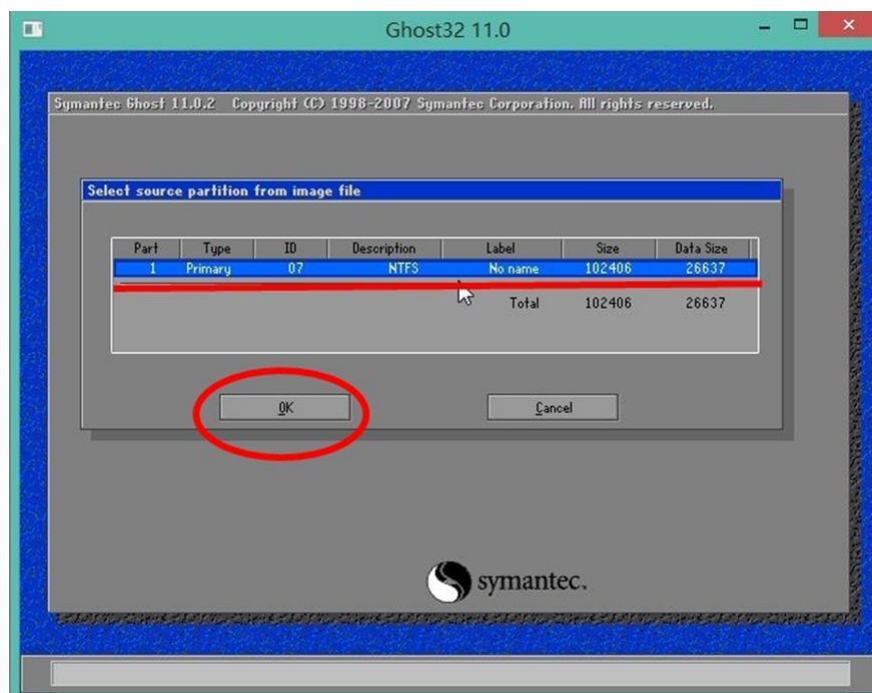 Ghost32 11.0
Symantec Ghost 11.0.2 Copyright (C) 1998-2007 Symantec Corporation. All rights reserved.
Select source partition from image file
Part Type ID Description Label Size Data Size
1 Primary 07 NTFS No name 102406 26637
Total 102406 26637
OK Cancel
symantec.